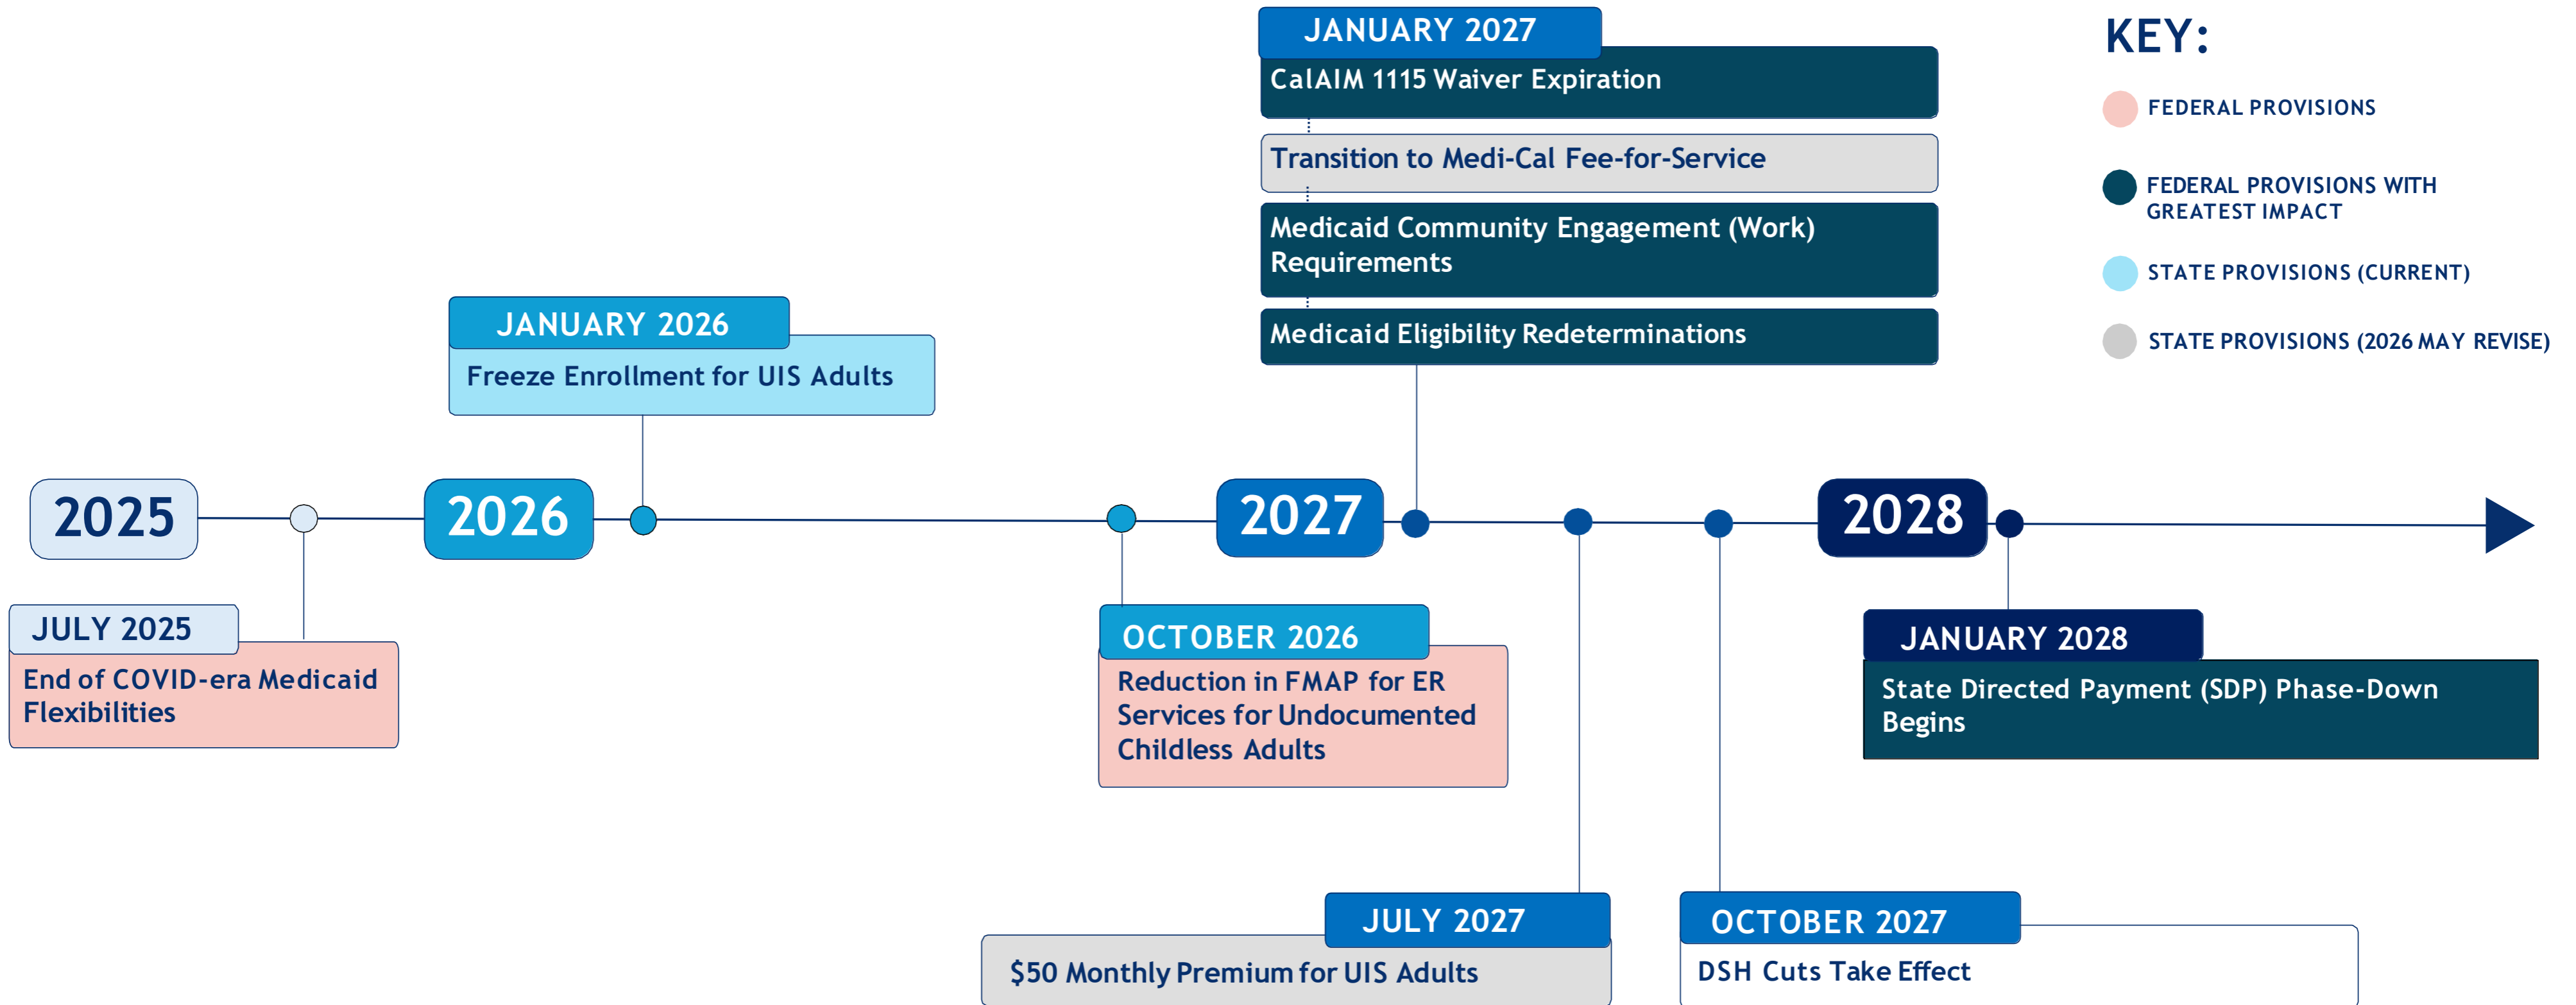 JANUARY 2027
CalAIM 1115 Waiver Expiration
Transition to Medi-Cal Fee-for-Service
Medicaid Community Engagement (Work)
Requirements
Medicaid Eligibility Redeterminations
KEY:
FEDERAL PROVISIONS
FEDERAL PROVISIONS WITH
GREATEST IMPACT
STATE PROVISIONS (CURRENT)
STATE PROVISIONS (2026 MAY REVISE)
JANUARY 2026
Freeze Enrollment for UIS Adults
2025
2026
2027
2028
JULY 2025
End of COVID-era Medicaid
Flexibilities
OCTOBER 2026
Reduction in FMAP for ER
Services for Undocumented
Childless Adults
JANUARY 2028
State Directed Payment (SDP) Phase-Down
Begins
JULY 2027
$50 Monthly Premium for UIS Adults
OCTOBER 2027
DSH Cuts Take Effect